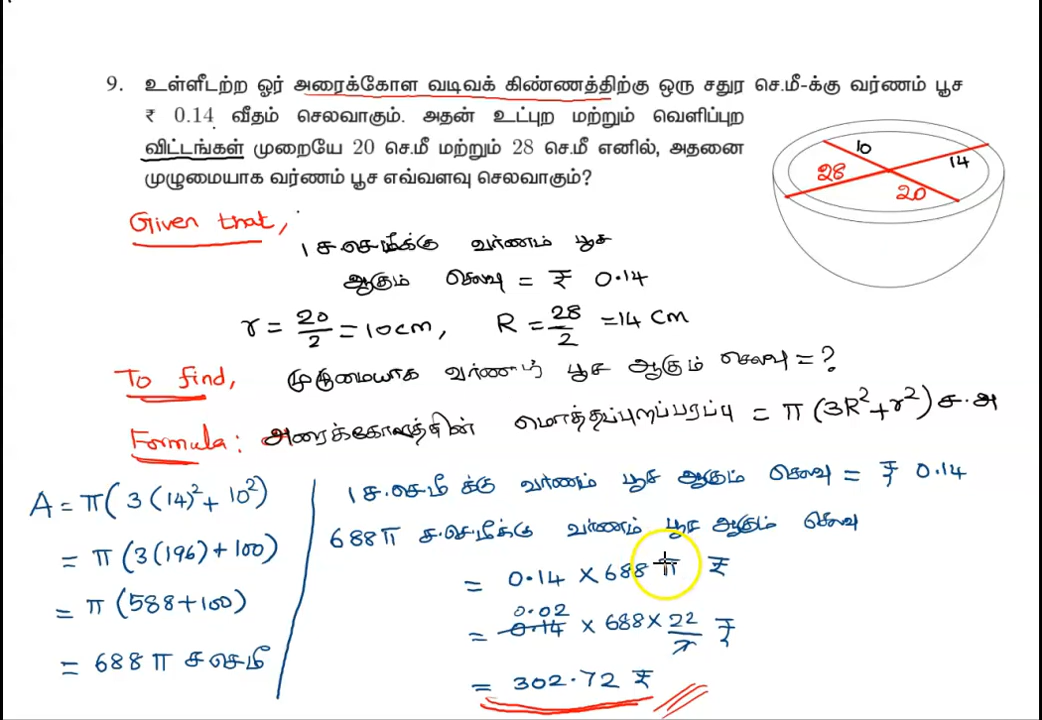 9. உள்ளீடற்ற ஓர் அரைக்கோள வடிவக் கிண்ணத்திற்கு ஒரு சதுர செ.மீ-க்கு வர்ணம் பூச
₹ 0.14 வீதம் செலவாகும். அதன் உட்புற மற்றும் வெளிப்புற
விட்டங்கள் முறையே 20 செ.மீ மற்றும் 28 செ.மீ எனில், அதனை
முழுமையாக வர்ணம் பூச எவ்வளவு செலவாகும்?
10
14
28
20
Given that,
1 ச.செ.மீக்கு வர்ணம் பூச
ஆகும் செலவு = ₹ 0.14
r = 20/2 = 10cm, R = 28/2 = 14 cm
To find, முழுமையாக வர்ணம் பூச ஆகும் செலவு = ?
Formula: அரைக்கோளத்தின் மொத்தப்புறப்பரப்பு = π (3R²+r²) ச.அ
A = π( 3(14)² + 10²)
= π (3(196) + 100)
= π (588+100)
= 688 π ச.செ.மீ
1 ச.செ.மீ க்கு வர்ணம் பூச ஆகும் செலவு = ₹ 0.14
688 π ச.செ.மீக்கு வர்ணம் பூச ஆகும் செலவு
= 0.14 × 688 π ₹
0.02
= 0.14 × 688 × 22/7 ₹
= 302.72 ₹